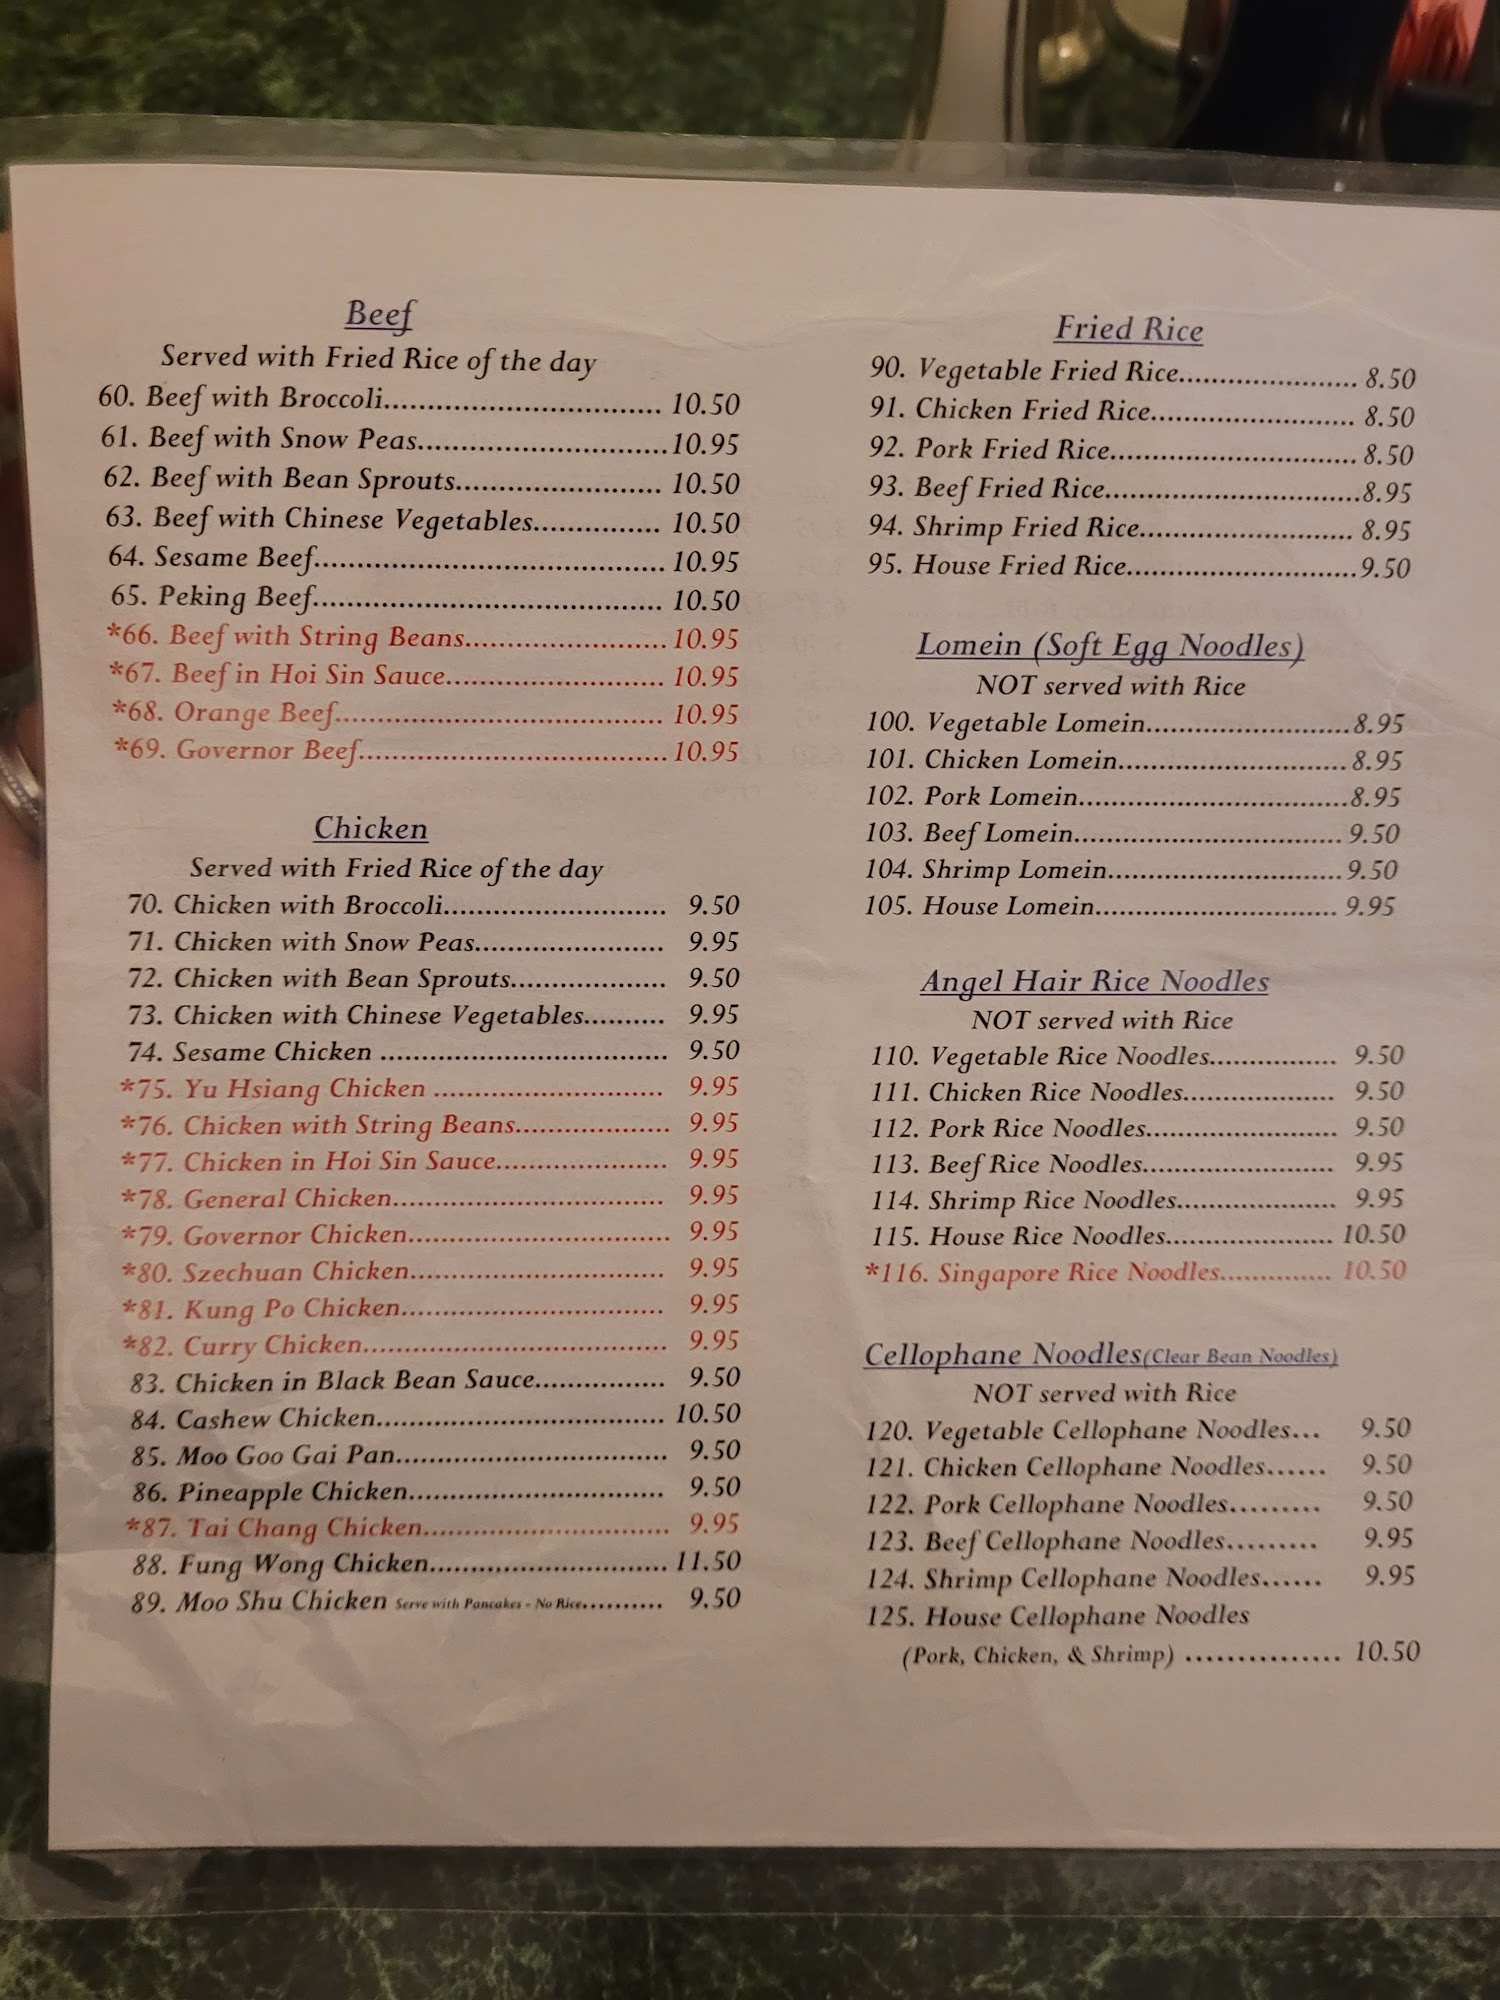 Beef
Served with Fried Rice of the day
60. Beef with Broccoli................................ 10.50
61. Beef with Snow Peas.............................10.95
62. Beef with Bean Sprouts........................ 10.50
63. Beef with Chinese Vegetables............... 10.50
64. Sesame Beef........................................ 10.95
65. Peking Beef........................................ 10.50
*66. Beef with String Beans.......................10.95
*67. Beef in Hoi Sin Sauce......................... 10.95
*68. Orange Beef..................................... 10.95
*69. Governor Beef...................................10.95
Chicken
Served with Fried Rice of the day
70. Chicken with Broccoli......................... 9.50
71. Chicken with Snow Peas...................... 9.95
72. Chicken with Bean Sprouts.................. 9.50
73. Chicken with Chinese Vegetables.......... 9.95
74. Sesame Chicken ................................. 9.50
*75. Yu Hsiang Chicken .......................... 9.95
*76. Chicken with String Beans................. 9.95
*77. Chicken in Hoi Sin Sauce................... 9.95
*78. General Chicken............................... 9.95
*79. Governor Chicken.............................. 9.95
*80. Szechuan Chicken............................. 9.95
*81. Kung Po Chicken.............................. 9.95
*82. Curry Chicken................................... 9.95
83. Chicken in Black Bean Sauce............... 9.50
84. Cashew Chicken................................. 10.50
85. Moo Goo Gai Pan............................... 9.50
86. Pineapple Chicken............................. 9.50
*87. Tai Chang Chicken............................ 9.95
88. Fung Wong Chicken............................11.50
89. Moo Shu Chicken Serve with Pancakes - No Rice.......... 9.50
Fried Rice
90. Vegetable Fried Rice...................... 8.50
91. Chicken Fried Rice......................... 8.50
92. Pork Fried Rice.............................. 8.50
93. Beef Fried Rice...............................8.95
94. Shrimp Fried Rice.......................... 8.95
95. House Fried Rice............................9.50
Lomein (Soft Egg Noodles)
NOT served with Rice
100. Vegetable Lomein........................8.95
101. Chicken Lomein...........................8.95
102. Pork Lomein................................8.95
103. Beef Lomein................................ 9.50
104. Shrimp Lomein............................9.50
105. House Lomein............................. 9.95
Angel Hair Rice Noodles
NOT served with Rice
110. Vegetable Rice Noodles............... 9.50
111. Chicken Rice Noodles.................. 9.50
112. Pork Rice Noodles....................... 9.50
113. Beef Rice Noodles....................... 9.95
114. Shrimp Rice Noodles................... 9.95
115. House Rice Noodles.................... 10.50
*116. Singapore Rice Noodles.............. 10.50
Cellophane Noodles(Clear Bean Noodles)
NOT served with Rice
120. Vegetable Cellophane Noodles... 9.50
121. Chicken Cellophane Noodles...... 9.50
122. Pork Cellophane Noodles......... 9.50
123. Beef Cellophane Noodles......... 9.95
124. Shrimp Cellophane Noodles...... 9.95
125. House Cellophane Noodles
(Pork, Chicken, & Shrimp) ............... 10.50